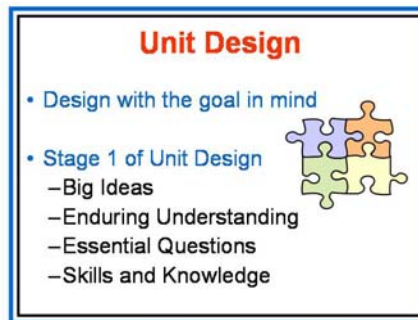 Unit Design
• Design with the goal in mind
• Stage 1 of Unit Design
–Big Ideas
–Enduring Understanding
–Essential Questions
–Skills and Knowledge